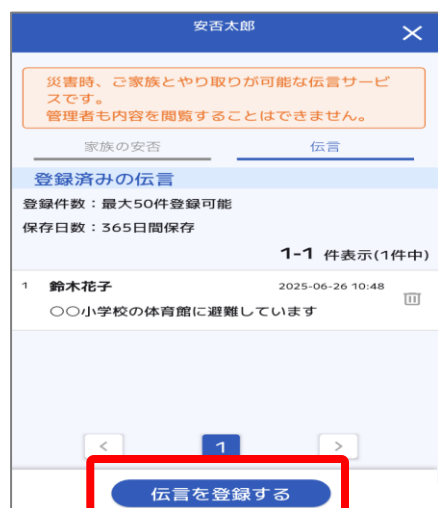 安否太郎
災害時、ご家族とやり取りが可能な伝言サービ
スです。
管理者も内容を閲覧することはできません。
家族の安否 伝言
登録済みの伝言
登録件数：最大50件登録可能
保存日数：365日間保存
1-1 件表示(1件中)
1 鈴木花子 2025-06-26 10:48
〇〇小学校の体育館に避難しています
< 1 >
伝言を登録する